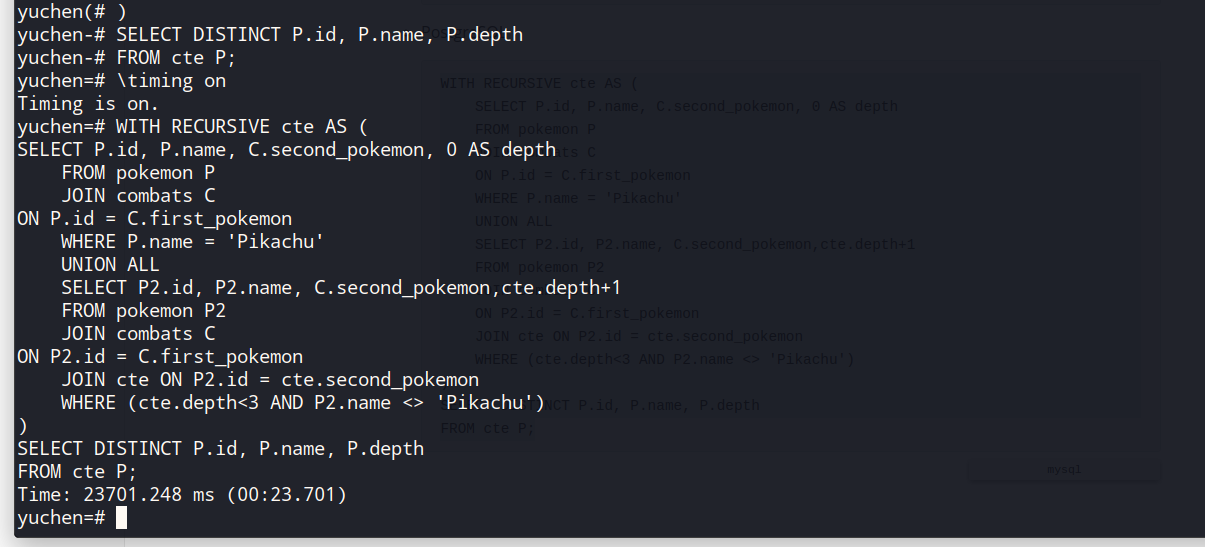 yuchen(# )
yuchen-# SELECT DISTINCT P.id, P.name, P.depth
yuchen-# FROM cte P;
yuchen=# \timing on
Timing is on.
yuchen=# WITH RECURSIVE cte AS (
SELECT P.id, P.name, C.second_pokemon, 0 AS depth
    FROM pokemon P
    JOIN combats C
ON P.id = C.first_pokemon
    WHERE P.name = 'Pikachu'
    UNION ALL
    SELECT P2.id, P2.name, C.second_pokemon,cte.depth+1
    FROM pokemon P2
    JOIN combats C
ON P2.id = C.first_pokemon
    JOIN cte ON P2.id = cte.second_pokemon
    WHERE (cte.depth<3 AND P2.name <> 'Pikachu')
)
SELECT DISTINCT P.id, P.name, P.depth
FROM cte P;
Time: 23701.248 ms (00:23.701)
yuchen=#
WITH RECURSIVE cte AS (
SELECT P.id, P.name, C.second_pokemon, 0 AS depth
FROM pokemon P
C
ON P.id = C.first_pokemon
WHERE P.name = 'Pikachu'
UNION ALL
SELECT P2.id, P2.name, C.second_pokemon,cte.depth+1
FROM pokemon P2
ON P2.id = C.first_pokemon
JOIN cte ON P2.id = cte.second_pokemon
WHERE (cte.depth<3 AND P2.name <> 'Pikachu')
P.id, P.name, P.depth
FROM cte P;
mysql